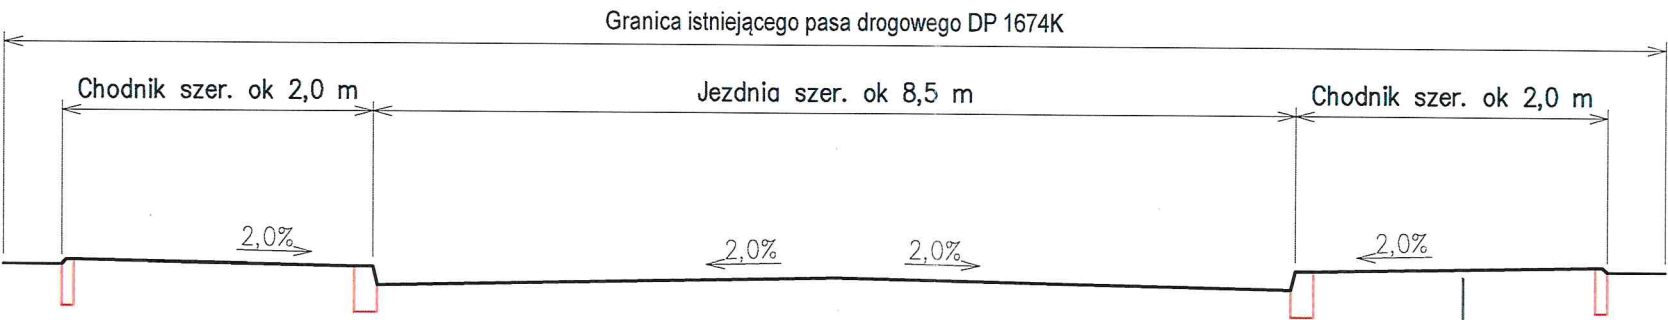 Granica istniejącego pasa drogowego DP 1674K
Chodnik szer. ok 2,0 m
Jezdnia szer. ok 8,5 m
Chodnik szer. ok 2,0 m
2,0%
2,0%
2,0%
2,0%